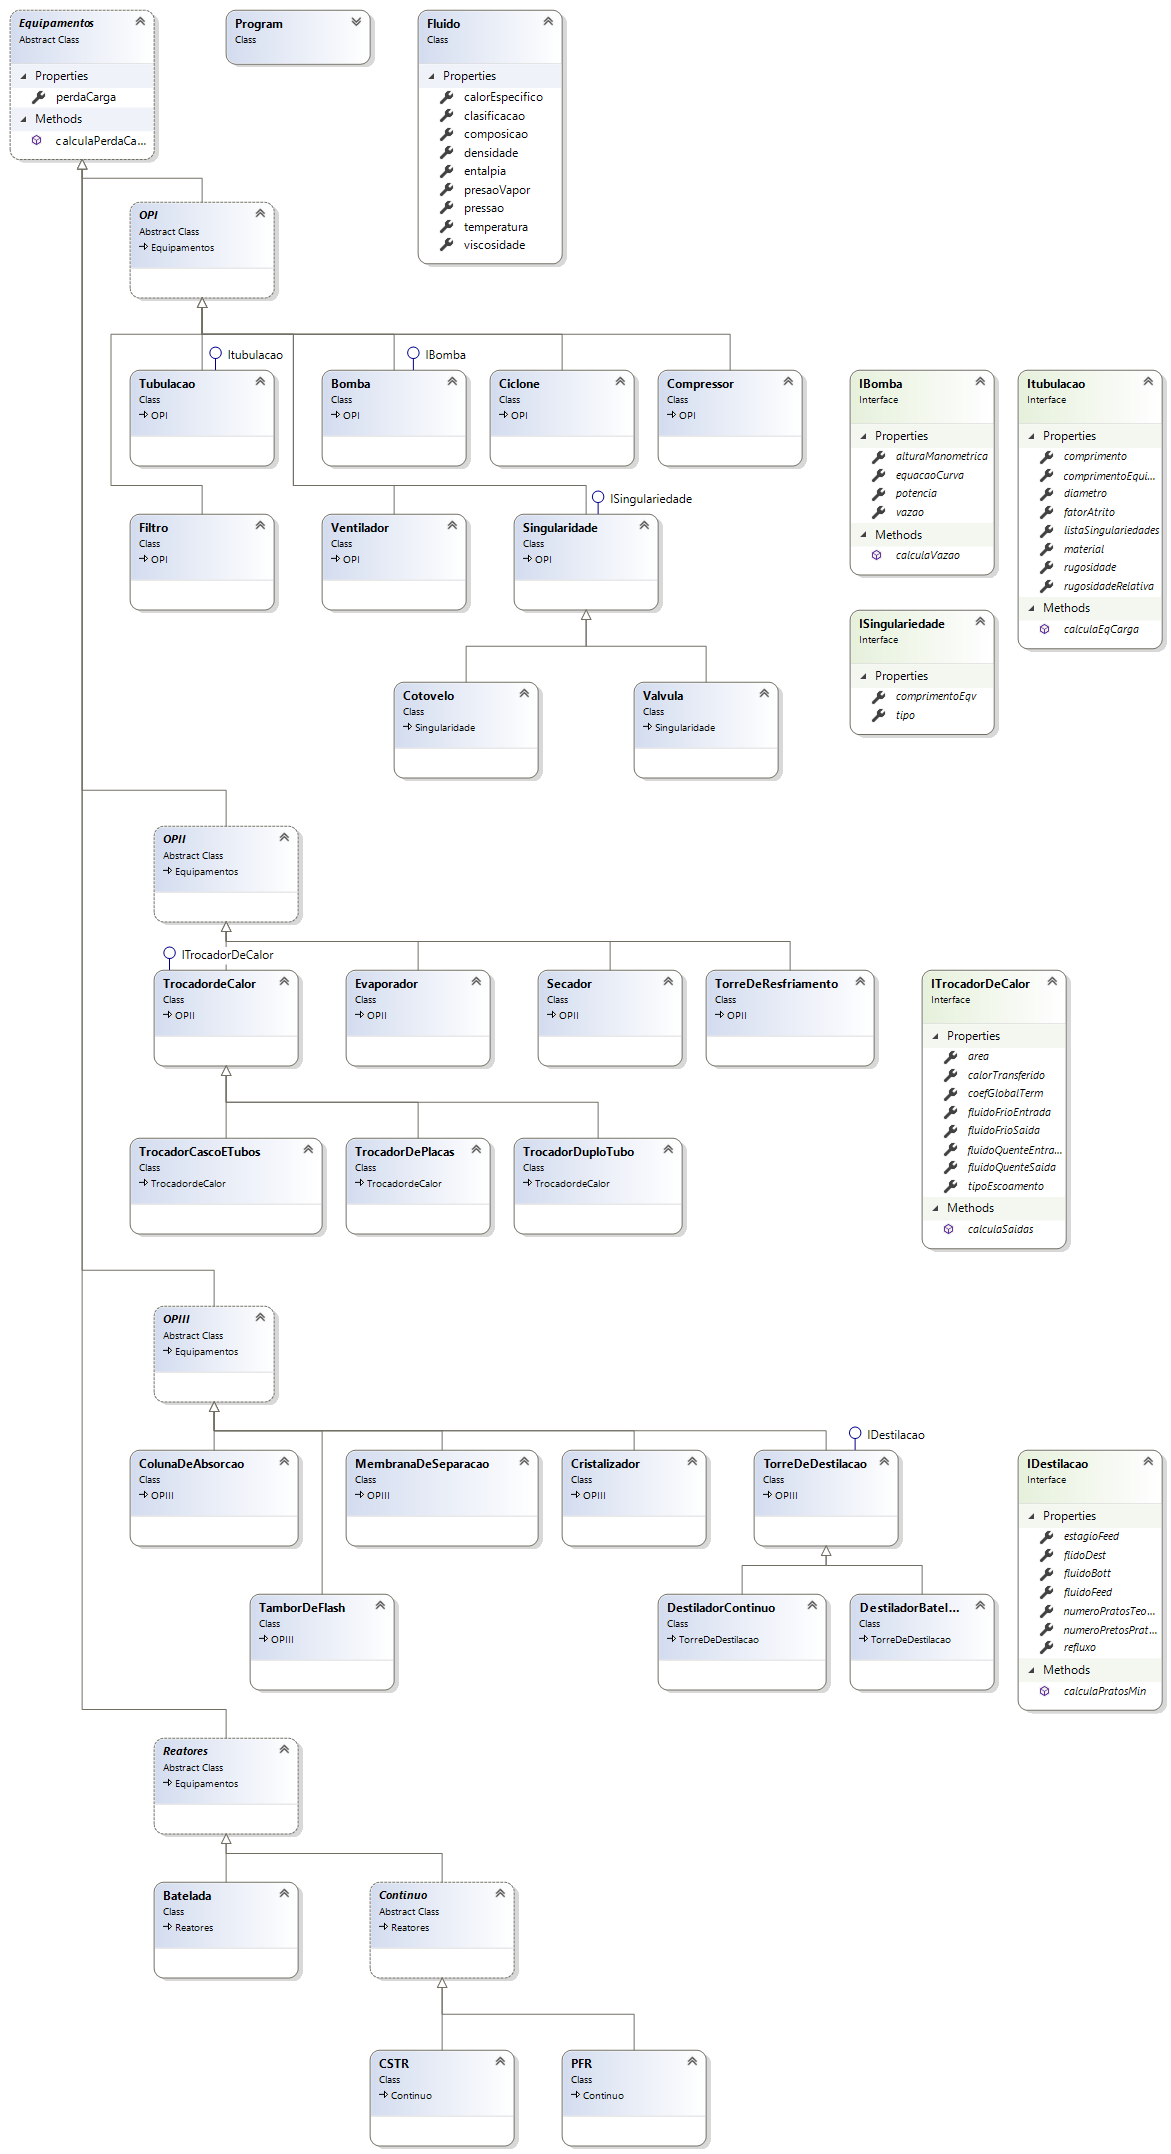 Equipamentos
Abstract Class
Properties
perdaCarga
Methods
calculaPerdaCa...
Program
Class
Fluido
Class
Properties
calorEspecifico
clasificacao
composicao
densidade
entalpia
presaoVapor
pressao
temperatura
viscosidade
OPI
Abstract Class
Equipamentos
Itubulacao
IBomba
Tubulacao
Class
OPI
Bomba
Class
OPI
Ciclone
Class
OPI
Compressor
Class
OPI
IBomba
Interface
Properties
alturaManometrica
equacaoCurva
potencia
vazao
Methods
calculaVazao
Itubulacao
Interface
Properties
comprimento
comprimentoEqui...
diametro
fatorAtrito
listaSingulariedades
material
rugosidade
rugosidadeRelativa
Methods
calculaEqCarga
ISingulariedade
Filtro
Class
OPI
Ventilador
Class
OPI
Singularidade
Class
OPI
ISingulariedade
Interface
Properties
comprimentoEqv
tipo
Cotovelo
Class
Singularidade
Valvula
Class
Singularidade
OPII
Abstract Class
Equipamentos
ITrocadorDeCalor
TrocadordeCalor
Class
OPII
Evaporador
Class
OPII
Secador
Class
OPII
TorreDeResfriamento
Class
OPII
ITrocadorDeCalor
Interface
Properties
area
calorTransferido
coefGlobalTerm
fluidoFrioEntrada
fluidoFrioSaida
fluidoQuenteEntra...
fluidoQuenteSaida
tipoEscoamento
Methods
calculaSaidas
TrocadorCascoETubos
Class
TrocadordeCalor
TrocadorDePlacas
Class
TrocadordeCalor
TrocadorDuploTubo
Class
TrocadordeCalor
OPIII
Abstract Class
Equipamentos
IDestilacao
ColunaDeAbsorcao
Class
OPIII
MembranaDeSeparacao
Class
OPIII
Cristalizador
Class
OPIII
TorreDeDestilacao
Class
OPIII
IDestilacao
Interface
Properties
estagioFeed
flidoDest
fluidoBott
fluidoFeed
numeroPratosTeo...
numeroPretosPrat...
refluxo
Methods
calculaPratosMin
TamborDeFlash
Class
OPIII
DestiladorContinuo
Class
TorreDeDestilacao
DestiladorBatel...
Class
TorreDeDestilacao
Reatores
Abstract Class
Equipamentos
Batelada
Class
Reatores
Continuo
Abstract Class
Reatores
CSTR
Class
Continuo
PFR
Class
Continuo